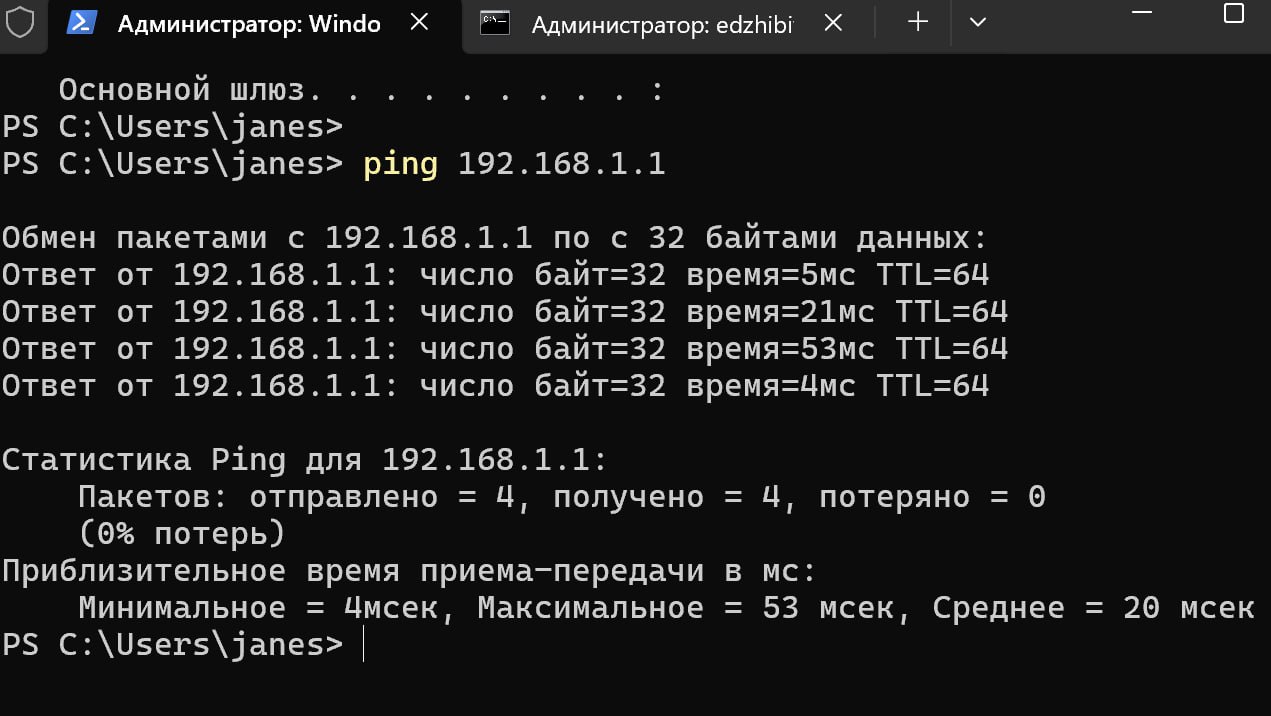 Администратор: Windo
Администратор: edzhibi
Основной шлюз. . . . . . . . . :
PS C:\Users\janes>
PS C:\Users\janes> ping 192.168.1.1
Обмен пакетами с 192.168.1.1 по с 32 байтами данных:
Ответ от 192.168.1.1: число байт=32 время=5мс TTL=64
Ответ от 192.168.1.1: число байт=32 время=21мс TTL=64
Ответ от 192.168.1.1: число байт=32 время=53мс TTL=64
Ответ от 192.168.1.1: число байт=32 время=4мс TTL=64
Статистика Ping для 192.168.1.1:
Пакетов: отправлено = 4, получено = 4, потеряно = 0
(0% потерь)
Приблизительное время приема-передачи в мс:
Минимальное = 4мсек, Максимальное = 53 мсек, Среднее = 20 мсек
PS C:\Users\janes>